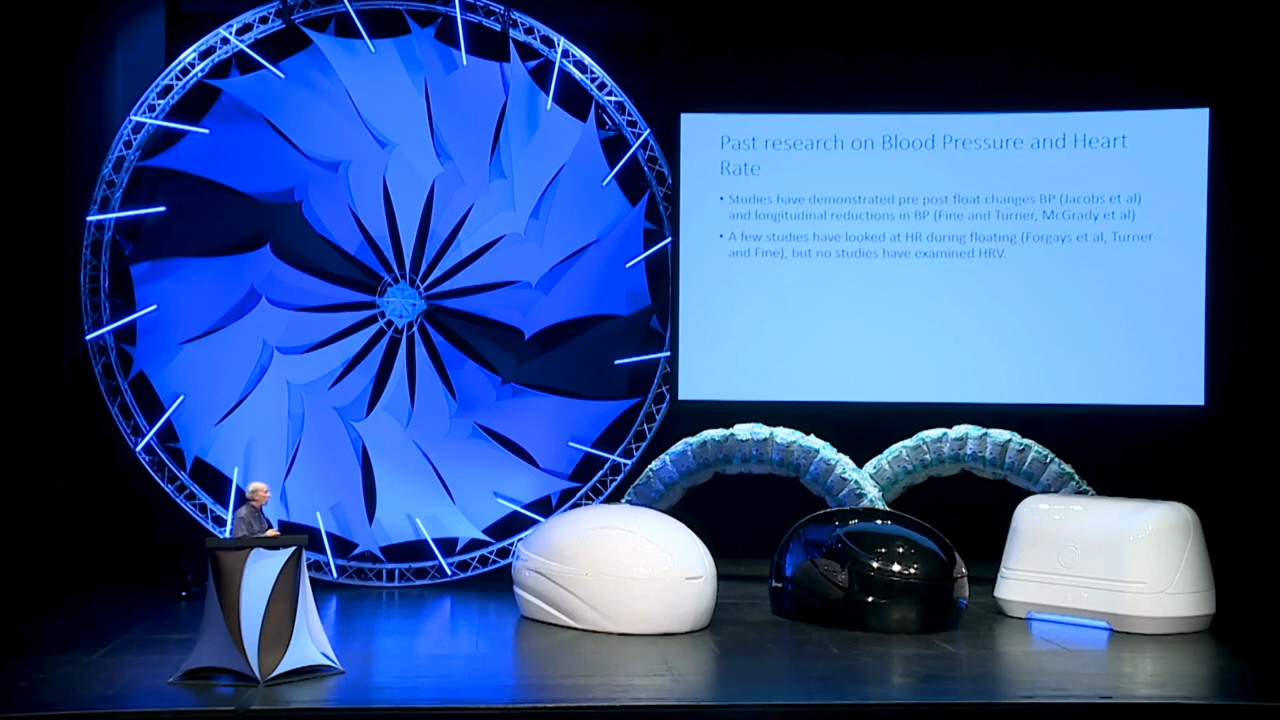 Past research on Blood Pressure and Heart
Rate
• Studies have demonstrated pre post float changes BP (Jacobs et al)
and longitudinal reductions in BP (Fine and Turner, McGrady et al)
• A few studies have looked at HR during floating (Forgays et al, Turner
and Fine), but no studies have examined HRV.